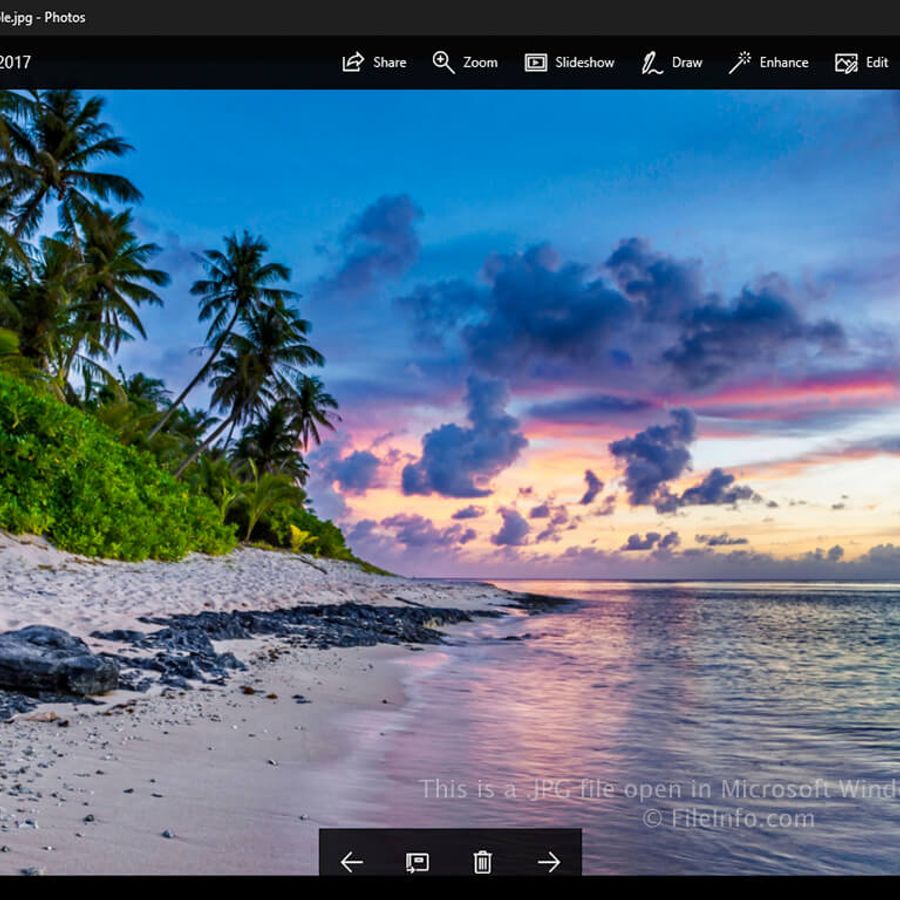 le.jpg - Photos
2017
Share Zoom Slideshow Draw Enhance Edit
This is a .JPG file open in Microsoft Wind
© FileInfo.com